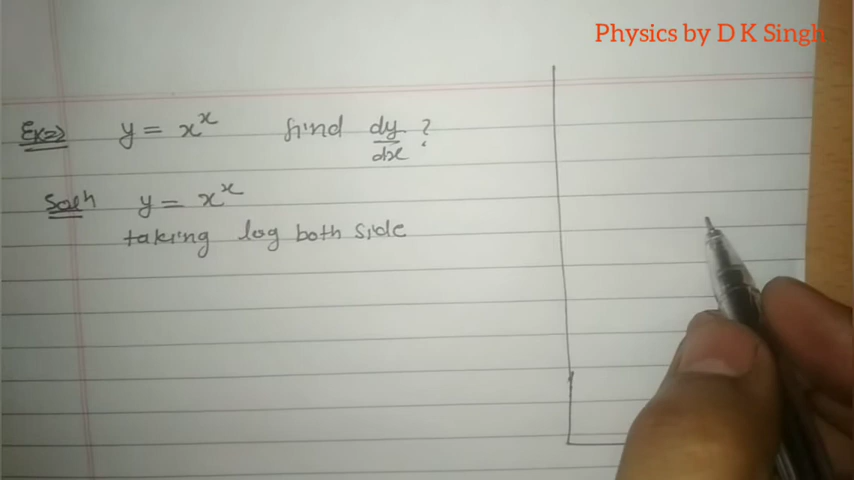 Physics by D K Singh
Ex=> y = x^x find dy/dx ?
Soln y = x^x
taking log both side